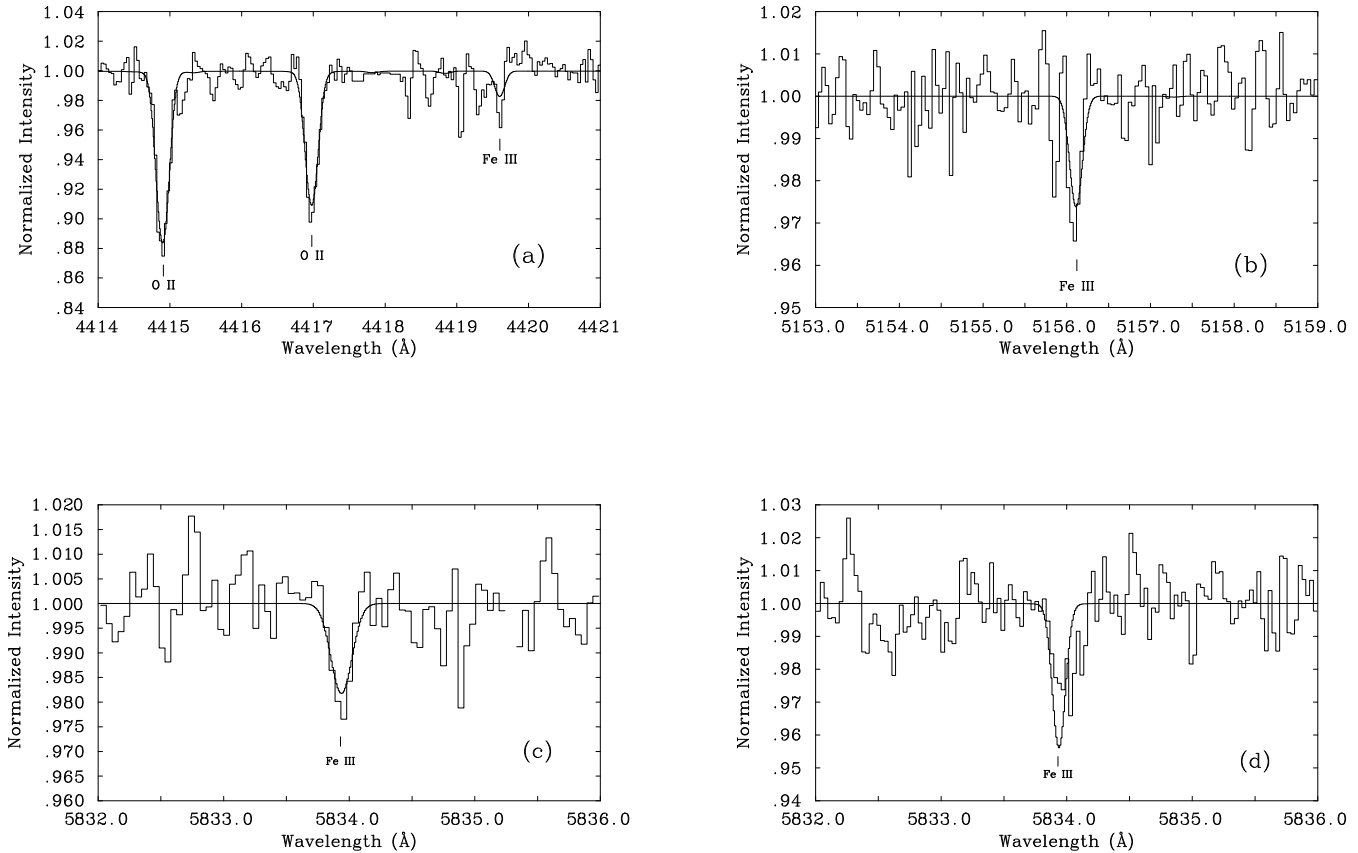 1.04
1.02
1.00
.98
.96
.94
.92
.90
.88
.86
.84
Normalized Intensity
4414 4415 4416 4417 4418 4419 4420 4421
Wavelength (Å)
O II
O II
Fe III
(a)
1.02
1.01
1.00
.99
.98
.97
.96
.95
Normalized Intensity
5153.0 5154.0 5155.0 5156.0 5157.0 5158.0 5159.0
Wavelength (Å)
Fe III
(b)
1.020
1.015
1.010
1.005
1.000
.995
.990
.985
.980
.975
.970
.965
.960
Normalized Intensity
5832.0 5833.0 5834.0 5835.0 5836.0
Wavelength (Å)
Fe III
(c)
1.03
1.02
1.01
1.00
.99
.98
.97
.96
.95
.94
Normalized Intensity
5832.0 5833.0 5834.0 5835.0 5836.0
Wavelength (Å)
Fe III
(d)